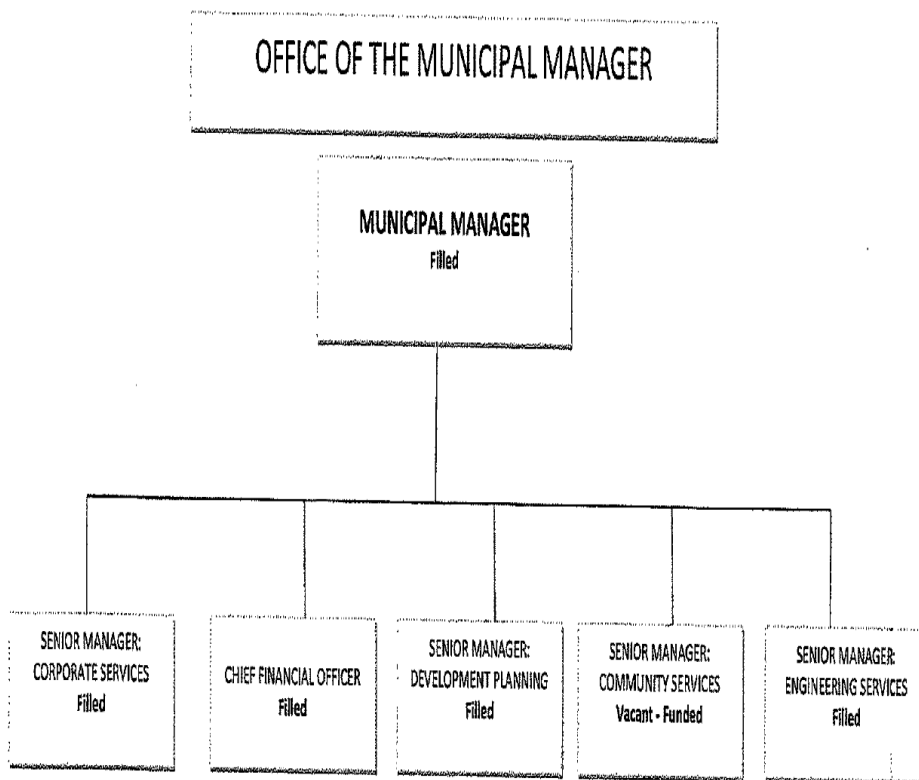 OFFICE OF THE MUNICIPAL MANAGER
MUNICIPAL MANAGER
Filled
SENIOR MANAGER:
CORPORATE SERVICES
Filled
CHIEF FINANCIAL OFFICER
Filled
SENIOR MANAGER:
DEVELOPMENT PLANNING
Filled
SENIOR MANAGER:
COMMUNITY SERVICES
Vacant - Funded
SENIOR MANAGER:
ENGINEERING SERVICES
Filled